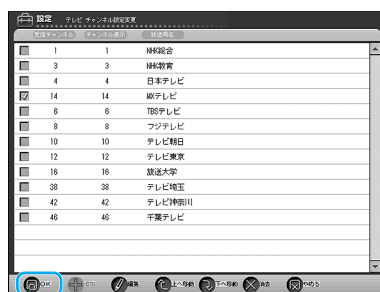 設定 テレビ チャンネル設定変更
受信チャンネル チャンネル表示 放送局名
1 1 NHK総合
3 3 NHK教育
4 4 日本テレビ
14 14 MXテレビ
6 6 TBSテレビ
8 8 フジテレビ
10 10 テレビ朝日
12 12 テレビ東京
16 16 放送大学
38 38 テレビ埼玉
42 42 テレビ神奈川
46 46 千葉テレビ
OK 追加 編集 上へ移動 下へ移動 消去 やめる